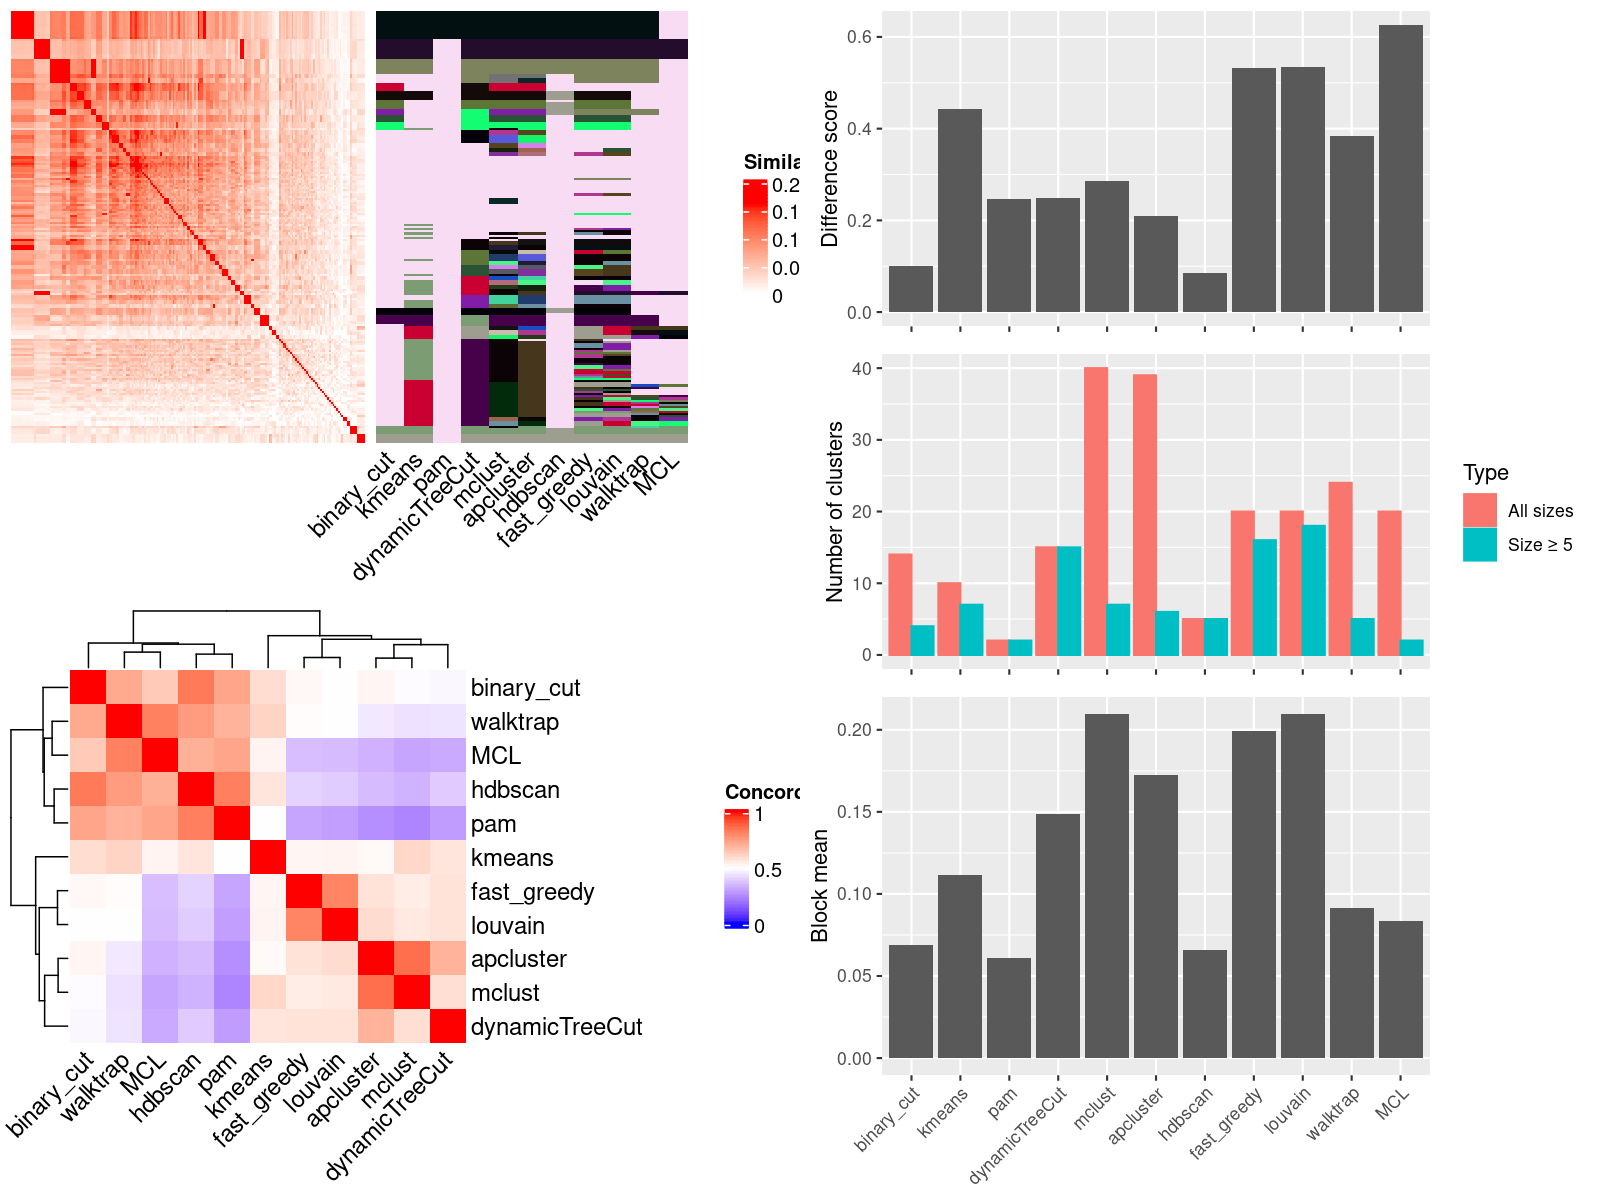 Simila
0.2
0.1
0.1
0.0
0
binary_cut
kmeans
pam
dynamicTreeCut
mclust
apcluster
hdbscan
fast_greedy
louvain
walktrap
MCL
binary_cut
walktrap
MCL
hdbscan
pam
kmeans
fast_greedy
louvain
apcluster
mclust
dynamicTreeCut
binary_cut
walktrap
MCL
hdbscan
pam
kmeans
fast_greedy
louvain
apcluster
mclust
dynamicTreeCut
Concord
1
0.5
0
Difference score
0.6
0.4
0.2
0.0
Number of clusters
40
30
20
10
0
Type
All sizes
Size ≥ 5
Block mean
0.20
0.15
0.10
0.05
0.00
binary_cut
kmeans
pam
dynamicTreeCut
mclust
apcluster
hdbscan
fast_greedy
louvain
walktrap
MCL